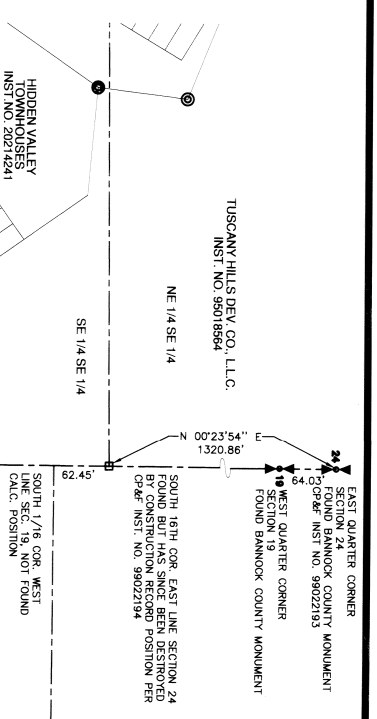 EAST QUARTER CORNER
SECTION 24
FOUND BANNOCK COUNTY MONUMENT
CP&F INST NO. 99022193
24
64.03'
19
WEST QUARTER CORNER
SECTION 19
FOUND BANNOCK COUNTY MONUMENT
TUSCANY HILLS DEV. CO., L.L.C.
INST. NO. 95018564
N 00°23'54" E
1320.86'
NE 1/4 SE 1/4
SOUTH 16TH COR. EAST LINE SECTION 24
FOUND BUT HAS SINCE BEEN DESTROYED
BY CONSTRUCTION RECORD POSITION PER
CP&F INST. NO. 99022194
SE 1/4 SE 1/4
62.45'
HIDDEN VALLEY
TOWNHOUSES
INST.NO. 20214241
SOUTH 1/16 COR. WEST
LINE SEC. 19, NOT FOUND
CALC. POSITION